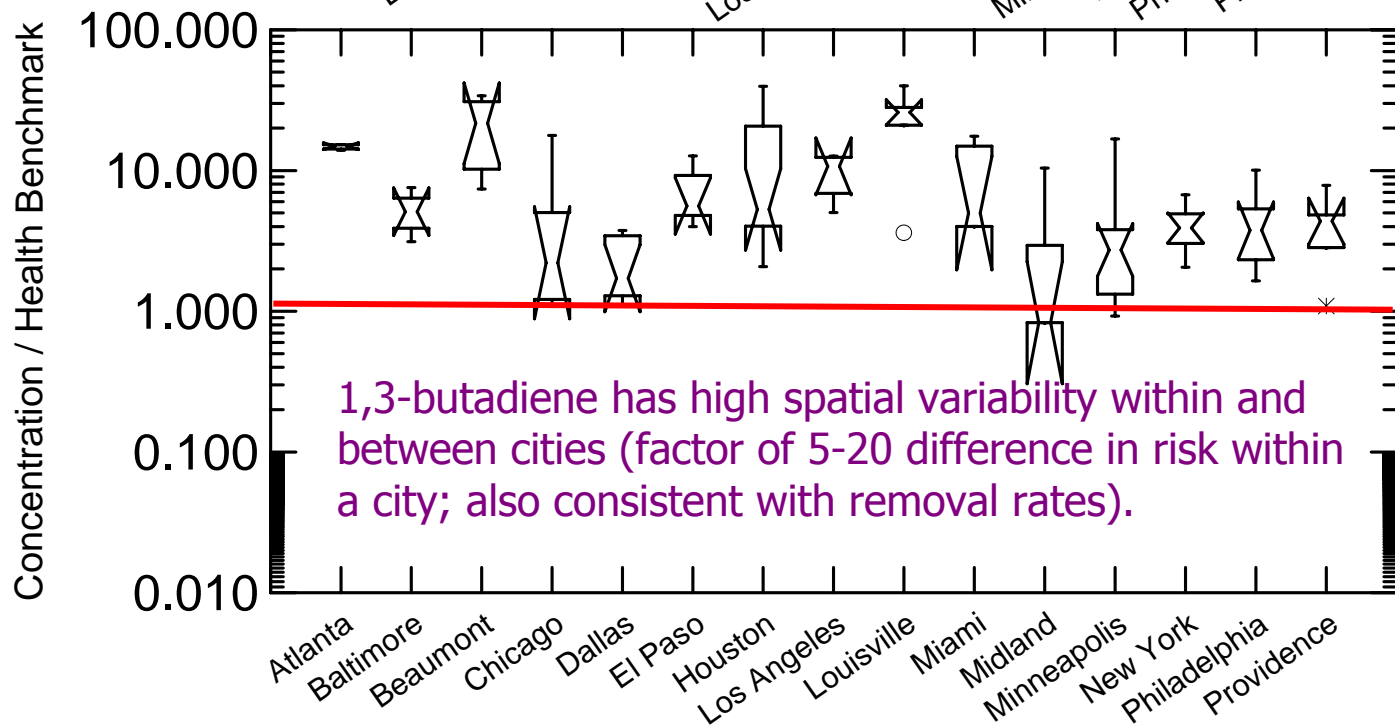 Concentration / Health Benchmark
100.000
10.000
1.000
0.100
0.010
1,3-butadiene has high spatial variability within and
between cities (factor of 5-20 difference in risk within
a city; also consistent with removal rates).
Atlanta
Baltimore
Beaumont
Chicago
Dallas
El Paso
Houston
Los Angeles
Louisville
Miami
Midland
Minneapolis
New York
Philadelphia
Providence